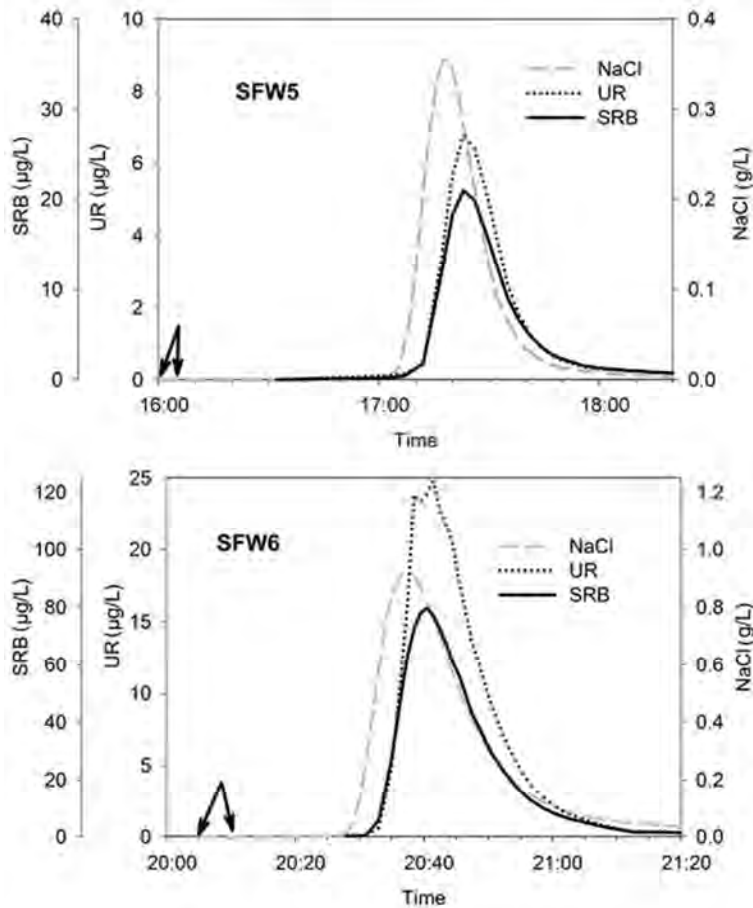 SFW5
SRB (µg/L)
40
30
20
10
0
UR (µg/L)
10
8
6
4
2
0
NaCl (g/L)
0.4
0.3
0.2
0.1
0.0
NaCl
UR
SRB
16:00 17:00 18:00
Time
SFW6
SRB (µg/L)
120
100
80
60
40
20
0
UR (µg/L)
25
20
15
10
5
0
NaCl (g/L)
1.2
1.0
0.8
0.6
0.4
0.2
0.0
NaCl
UR
SRB
20:00 20:20 20:40 21:00 21:20
Time